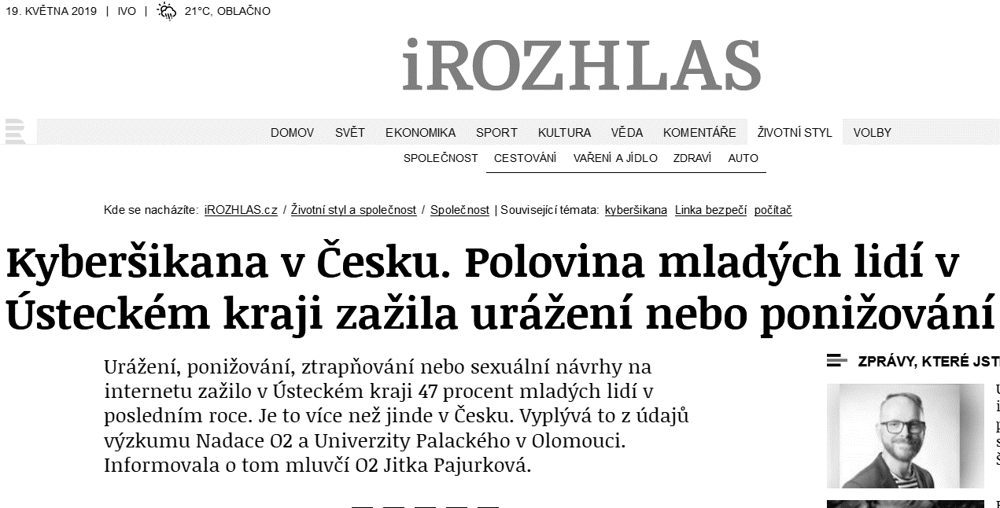 19. KVĚTNA 2019 | IVO | 21°C, OBLAČNO
iROZHLAS
DOMOV SVĚT EKONOMIKA SPORT KULTURA VĚDA KOMENTÁŘE ŽIVOTNÍ STYL VOLBY
SPOLEČNOST CESTOVÁNÍ VAŘENÍ A JÍDLO ZDRAVÍ AUTO
Kde se nacházíte: iROZHLAS.cz / Životní styl a společnost / Společnost | Související témata: kyberšikana Linka bezpečí počítač
Kyberšikana v Česku. Polovina mladých lidí v
Ústeckém kraji zažila urážení nebo ponižování
Urážení, ponižování, ztrapňování nebo sexuální návrhy na
internetu zažilo v Ústeckém kraji 47 procent mladých lidí v
posledním roce. Je to více než jinde v Česku. Vyplývá to z údajů
výzkumu Nadace O2 a Univerzity Palackého v Olomouci.
Informovala o tom mluvčí O2 Jitka Pajurková.
ZPRÁVY, KTERÉ